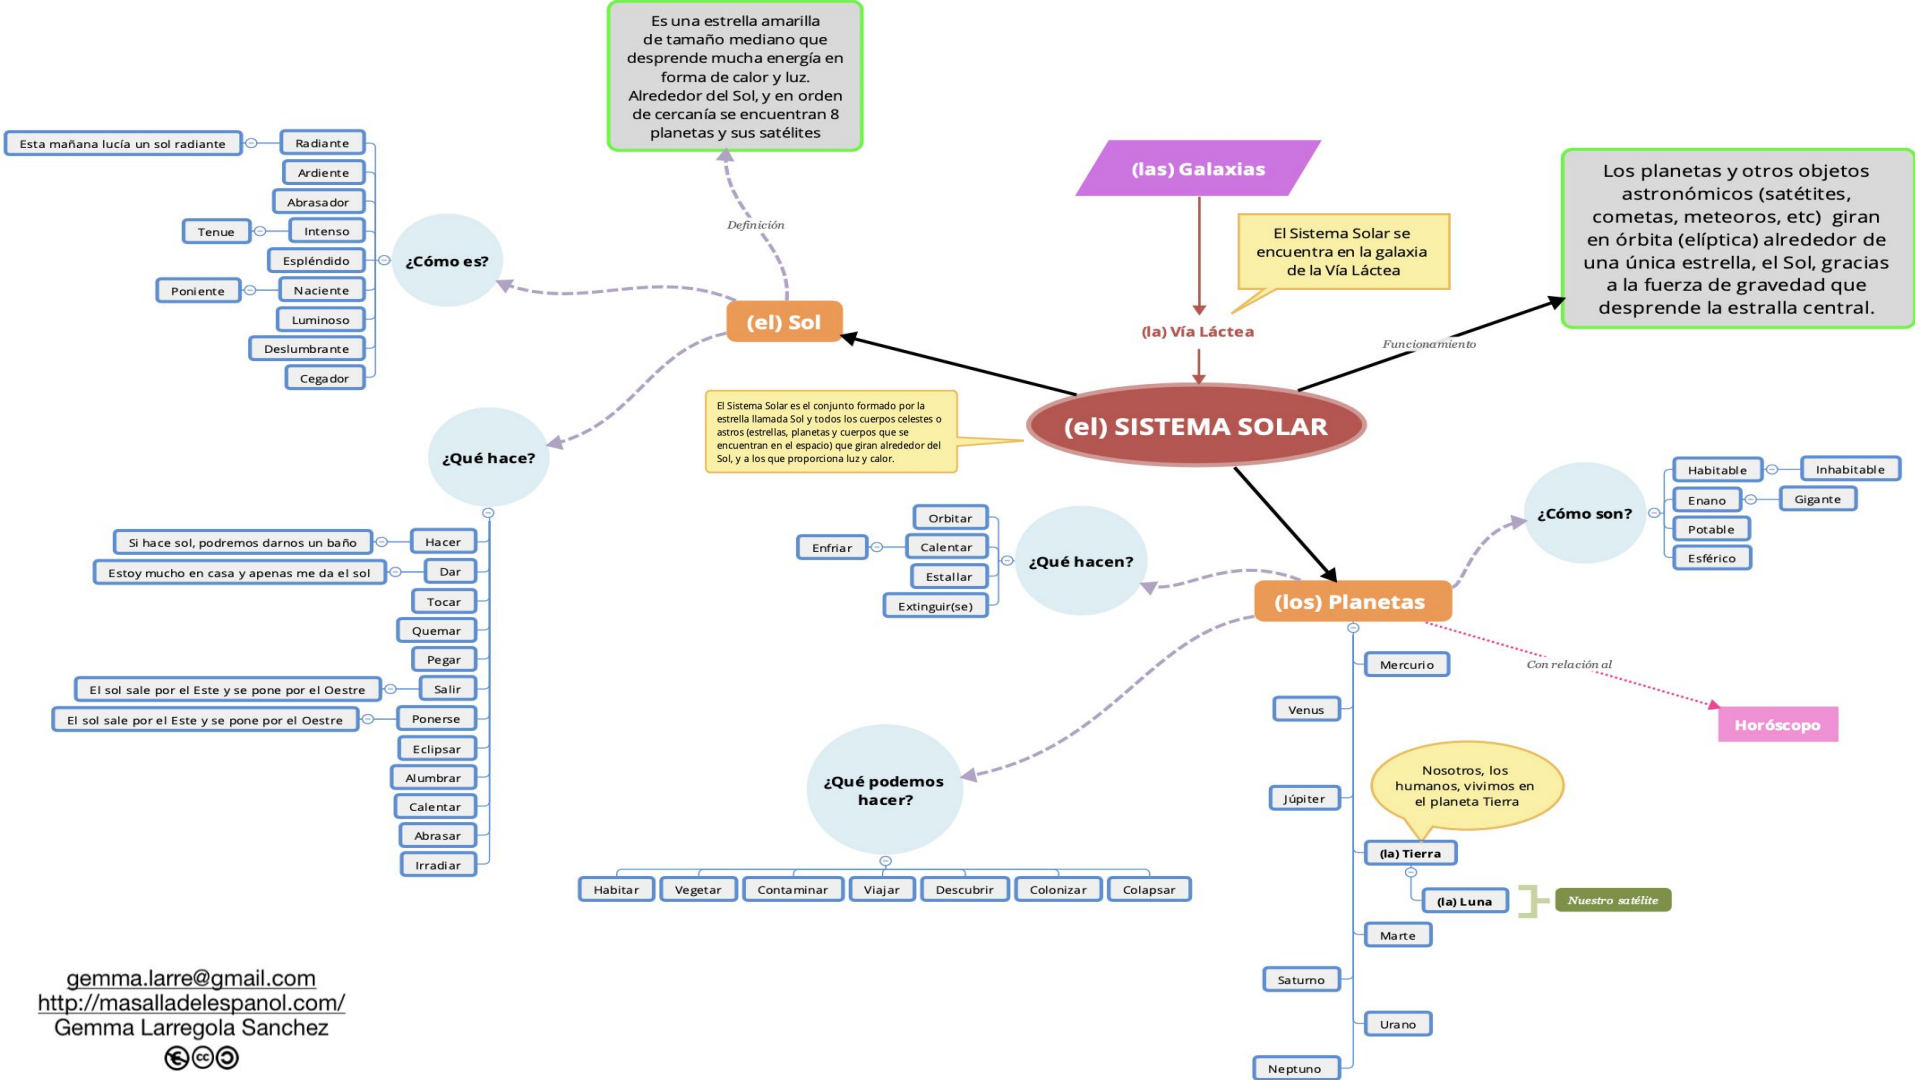 Es una estrella amarilla
de tamaño mediano que
desprende mucha energía en
forma de calor y luz.
Alrededor del Sol, y en orden
de cercanía se encuentran 8
planetas y sus satélites
Definición
(las) Galaxias
El Sistema Solar se
encuentra en la galaxia
de la Vía Láctea
(la) Vía Láctea
Los planetas y otros objetos
astronómicos (satétites,
cometas, meteoros, etc) giran
en órbita (elíptica) alrededor de
una única estrella, el Sol, gracias
a la fuerza de gravedad que
desprende la estralla central.
Funcionamiento
(el) Sol
(el) SISTEMA SOLAR
El Sistema Solar es el conjunto formado por la
estrella llamada Sol y todos los cuerpos celestes o
astros (estrellas, planetas y cuerpos que se
encuentran en el espacio) que giran alrededor del
Sol, y a los que proporciona luz y calor.
¿Cómo es?
Esta mañana lucía un sol radiante
Radiante
Ardiente
Abrasador
Tenue
Intenso
Espléndido
Poniente
Naciente
Luminoso
Deslumbrante
Cegador
¿Qué hace?
Si hace sol, podremos darnos un baño
Hacer
Estoy mucho en casa y apenas me da el sol
Dar
Tocar
Quemar
Pegar
El sol sale por el Este y se pone por el Oestre
Salir
El sol sale por el Este y se pone por el Oestre
Ponerse
Eclipsar
Alumbrar
Calentar
Abrasar
Irradiar
(los) Planetas
¿Qué hacen?
Orbitar
Enfriar
Calentar
Estallar
Extinguir(se)
¿Cómo son?
Habitable
Inhabitable
Enano
Gigante
Potable
Esférico
¿Qué podemos
hacer?
Habitar
Vegetar
Contaminar
Viajar
Descubrir
Colonizar
Colapsar
Con relación al
Horóscopo
Mercurio
Venus
Júpiter
Nosotros, los
humanos, vivimos en
el planeta Tierra
(la) Tierra
(la) Luna
Nuestro satélite
Marte
Saturno
Urano
Neptuno
gemma.larre@gmail.com
http://masalladelespanol.com/
Gemma Larregola Sanchez
cc